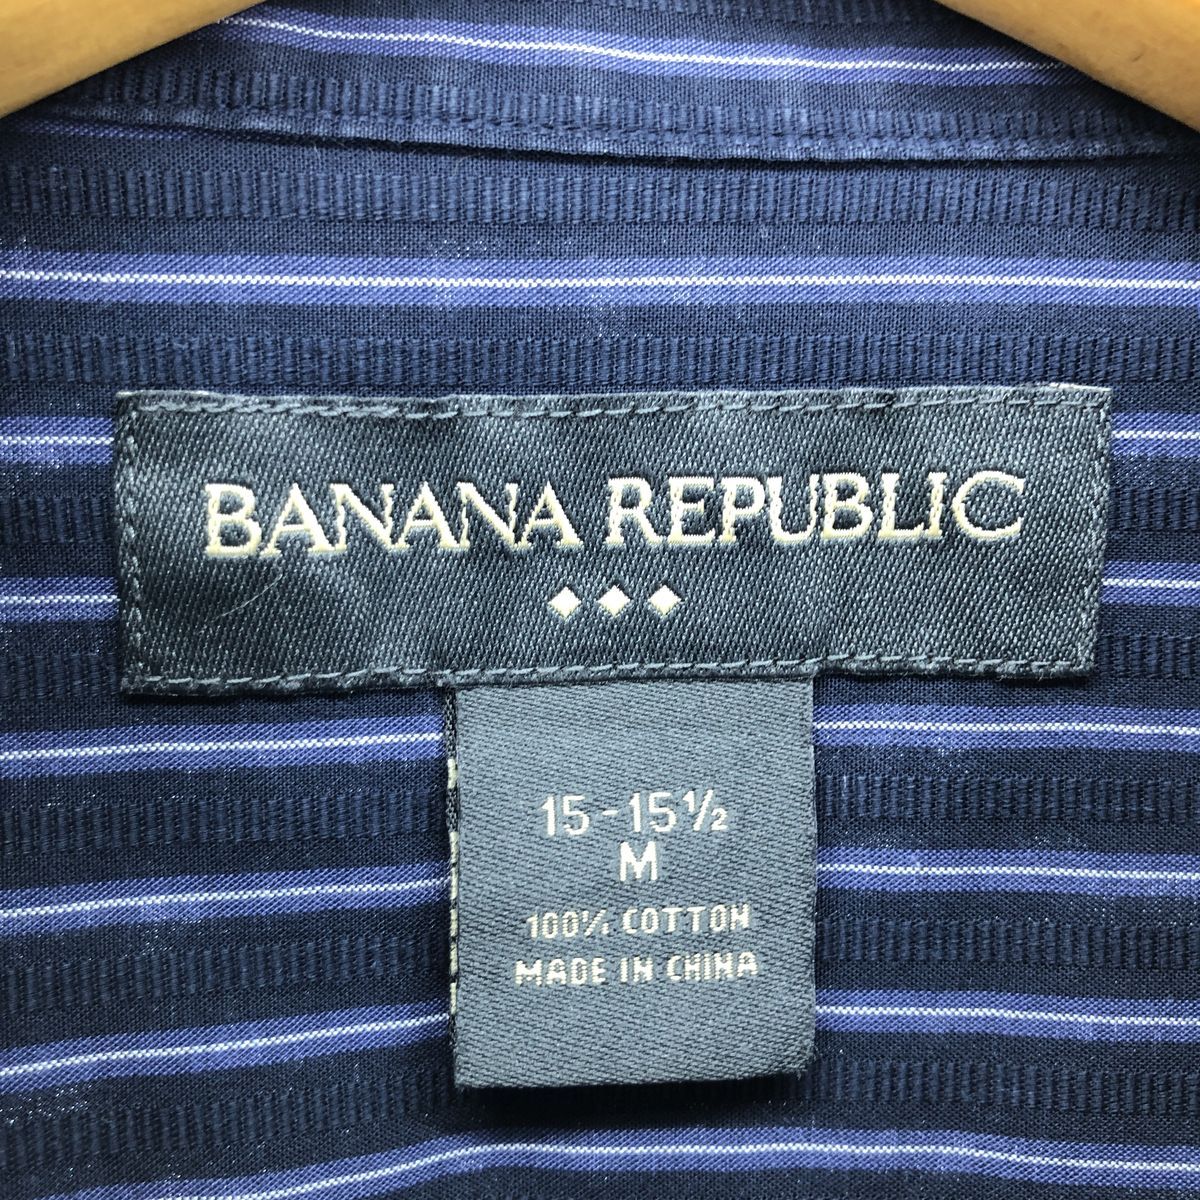 BANANA REPUBLIC
15-15½
M
100% COTTON
MADE IN CHINA